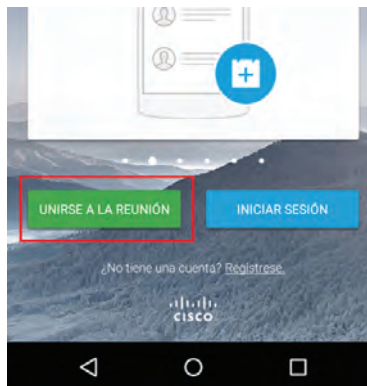 UNIRSE A LA REUNIÓN
INICIAR SESIÓN
¿No tiene una cuenta? Regístrese.
CISCO